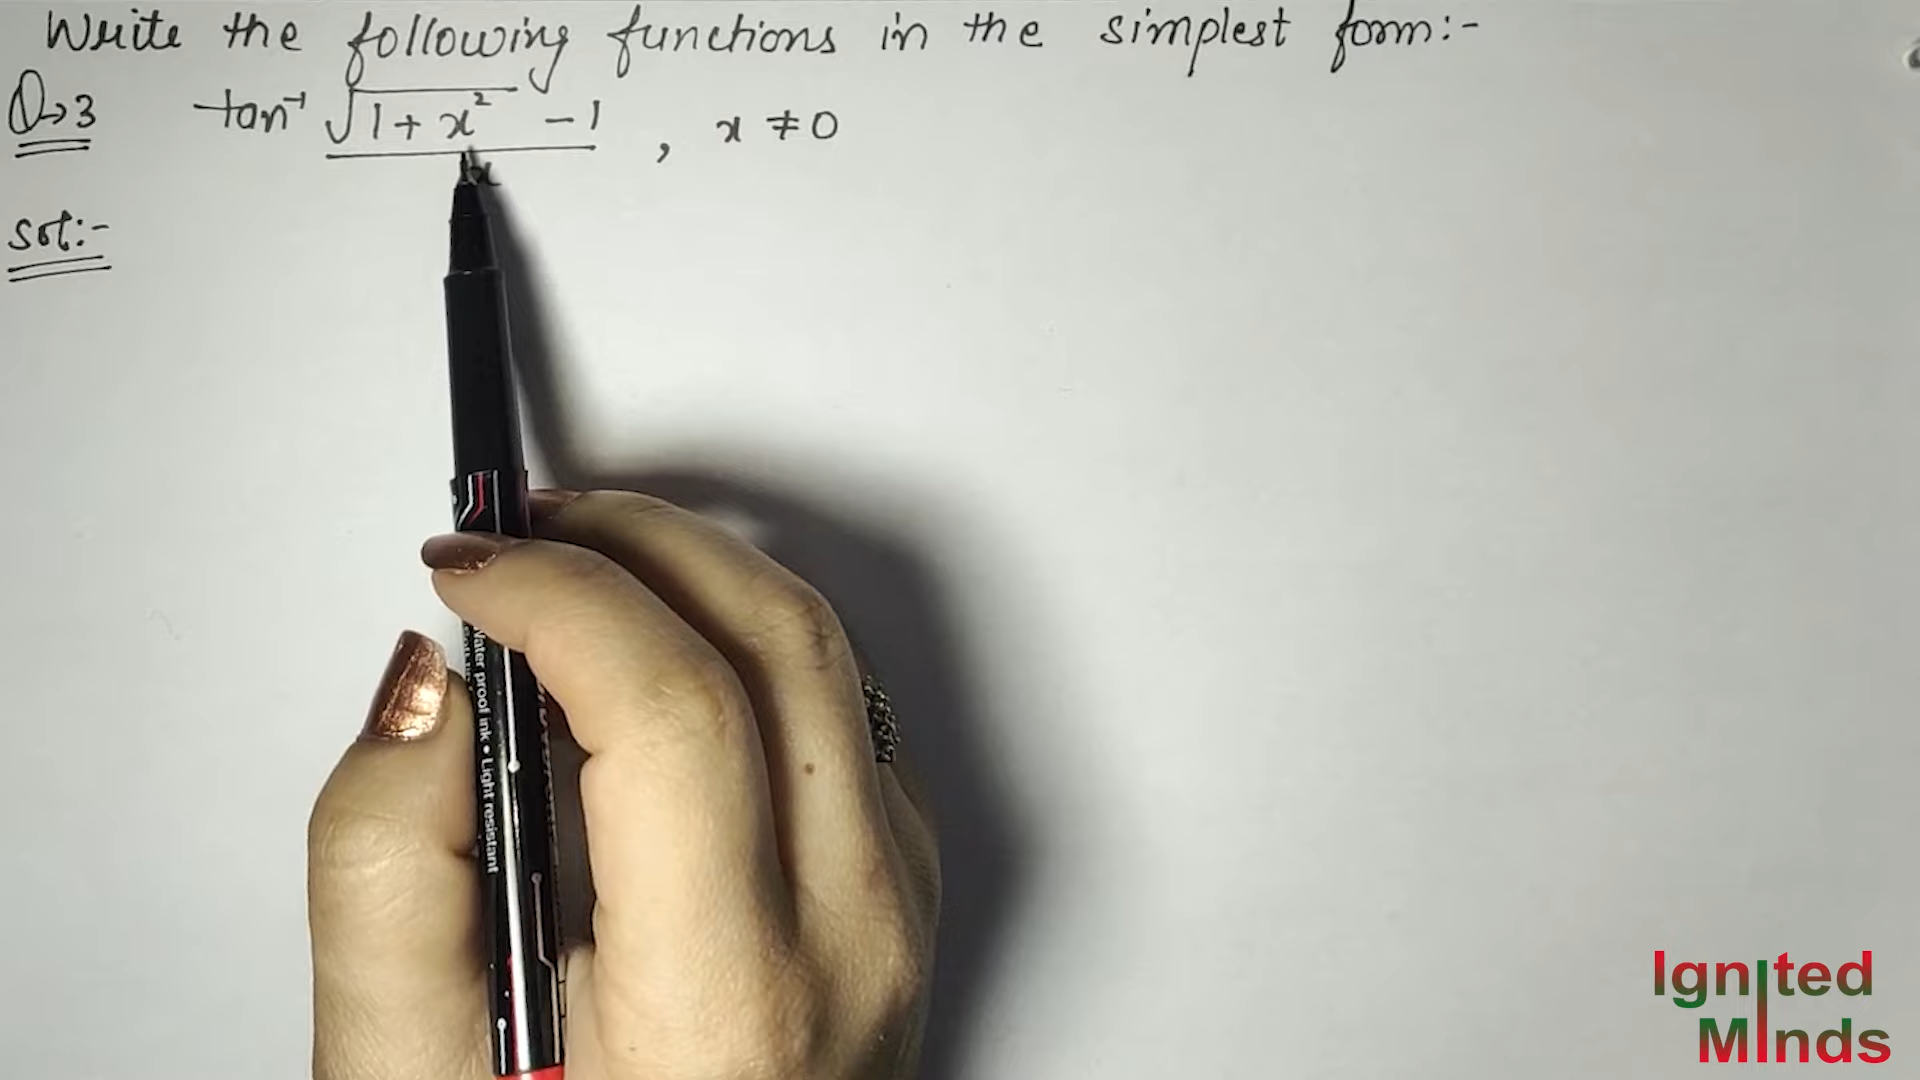 Write the following functions in the simplest form:-
Q→3 tan⁻¹ √1+x² -1 , x ≠0
x
Sol:-
Water proof ink • Light resistant
Ignited
Minds